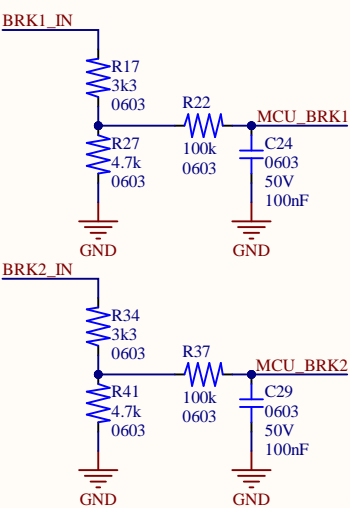 BRK1_IN
R17
3k3
0603
R22
100k
0603
MCU_BRK1
R27
4.7k
0603
C24
0603
50V
100nF
GND
GND
BRK2_IN
R34
3k3
0603
R37
100k
0603
MCU_BRK2
R41
4.7k
0603
C29
0603
50V
100nF
GND
GND